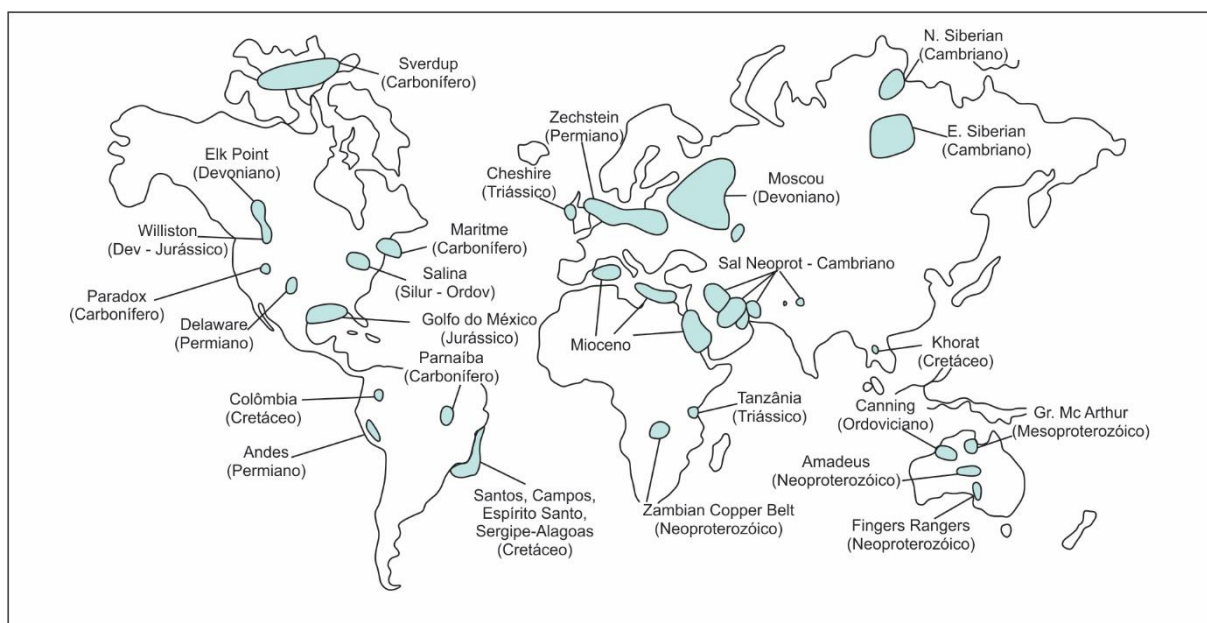 Sverdup
(Carbonífero)
N. Siberian
(Cambriano)
Elk Point
(Devoniano)
Zechstein
(Permiano)
E. Siberian
(Cambriano)
Cheshire
(Triássico)
Moscou
(Devoniano)
Williston
(Dev - Jurássico)
Maritme
(Carbonífero)
Paradox
(Carbonífero)
Salina
(Silur - Ordov)
Sal Neoprot - Cambriano
Delaware
(Permiano)
Golfo do México
(Jurássico)
Mioceno
Khorat
(Cretáceo)
Parnaíba
(Carbonífero)
Colômbia
(Cretáceo)
Tanzânia
(Triássico)
Canning
(Ordoviciano)
Gr. Mc Arthur
(Mesoproterozóico)
Andes
(Permiano)
Amadeus
(Neoproterozóico)
Santos, Campos,
Espírito Santo,
Sergipe-Alagoas
(Cretáceo)
Zambian Copper Belt
(Neoproterozóico)
Fingers Rangers
(Neoproterozóico)